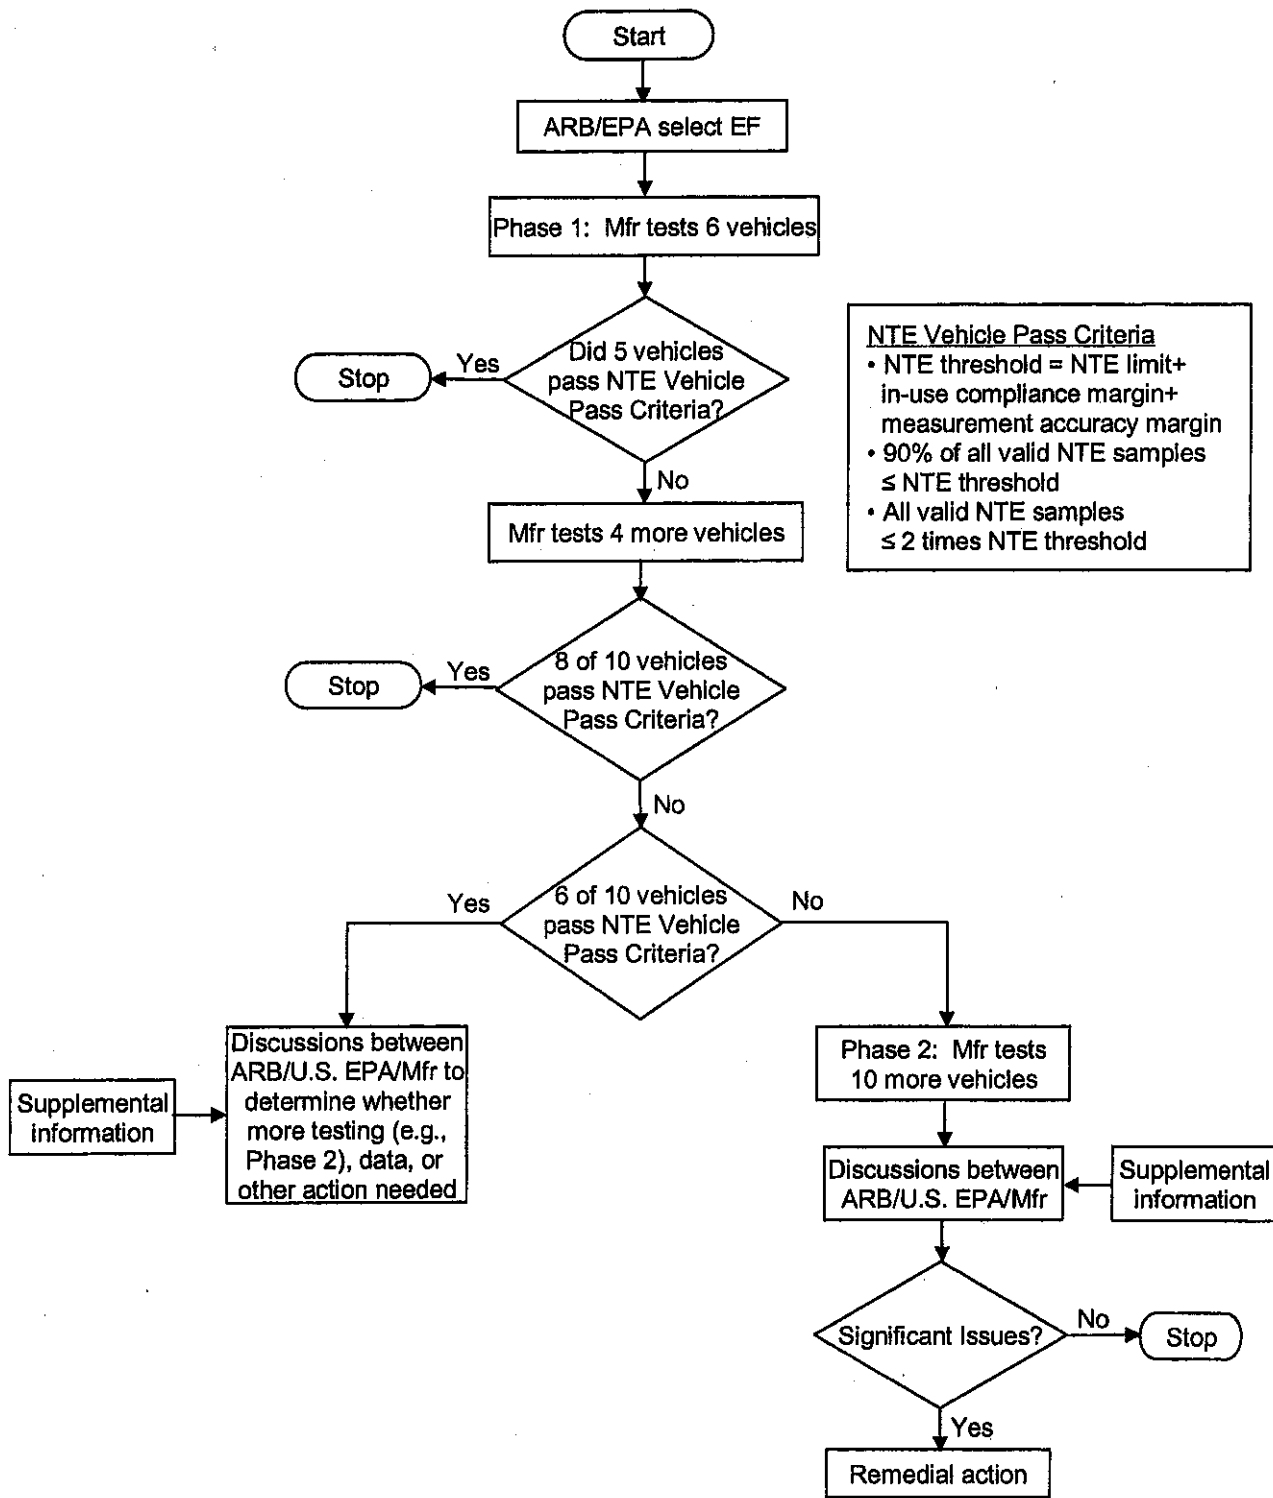 Start
ARB/EPA select EF
Phase 1:  Mfr tests 6 vehicles
Did 5 vehicles
pass NTE Vehicle
Pass Criteria?
Yes
Stop
No
NTE Vehicle Pass Criteria
• NTE threshold = NTE limit+
in-use compliance margin+
measurement accuracy margin
• 90% of all valid NTE samples
≤ NTE threshold
• All valid NTE samples
≤ 2 times NTE threshold
Mfr tests 4 more vehicles
8 of 10 vehicles
pass NTE Vehicle
Pass Criteria?
Yes
Stop
No
6 of 10 vehicles
pass NTE Vehicle
Pass Criteria?
Yes
No
Discussions between
ARB/U.S. EPA/Mfr to
determine whether
more testing (e.g.,
Phase 2), data, or
other action needed
Supplemental
information
Phase 2:  Mfr tests
10 more vehicles
Discussions between
ARB/U.S. EPA/Mfr
Supplemental
information
Significant Issues?
No
Stop
Yes
Remedial action